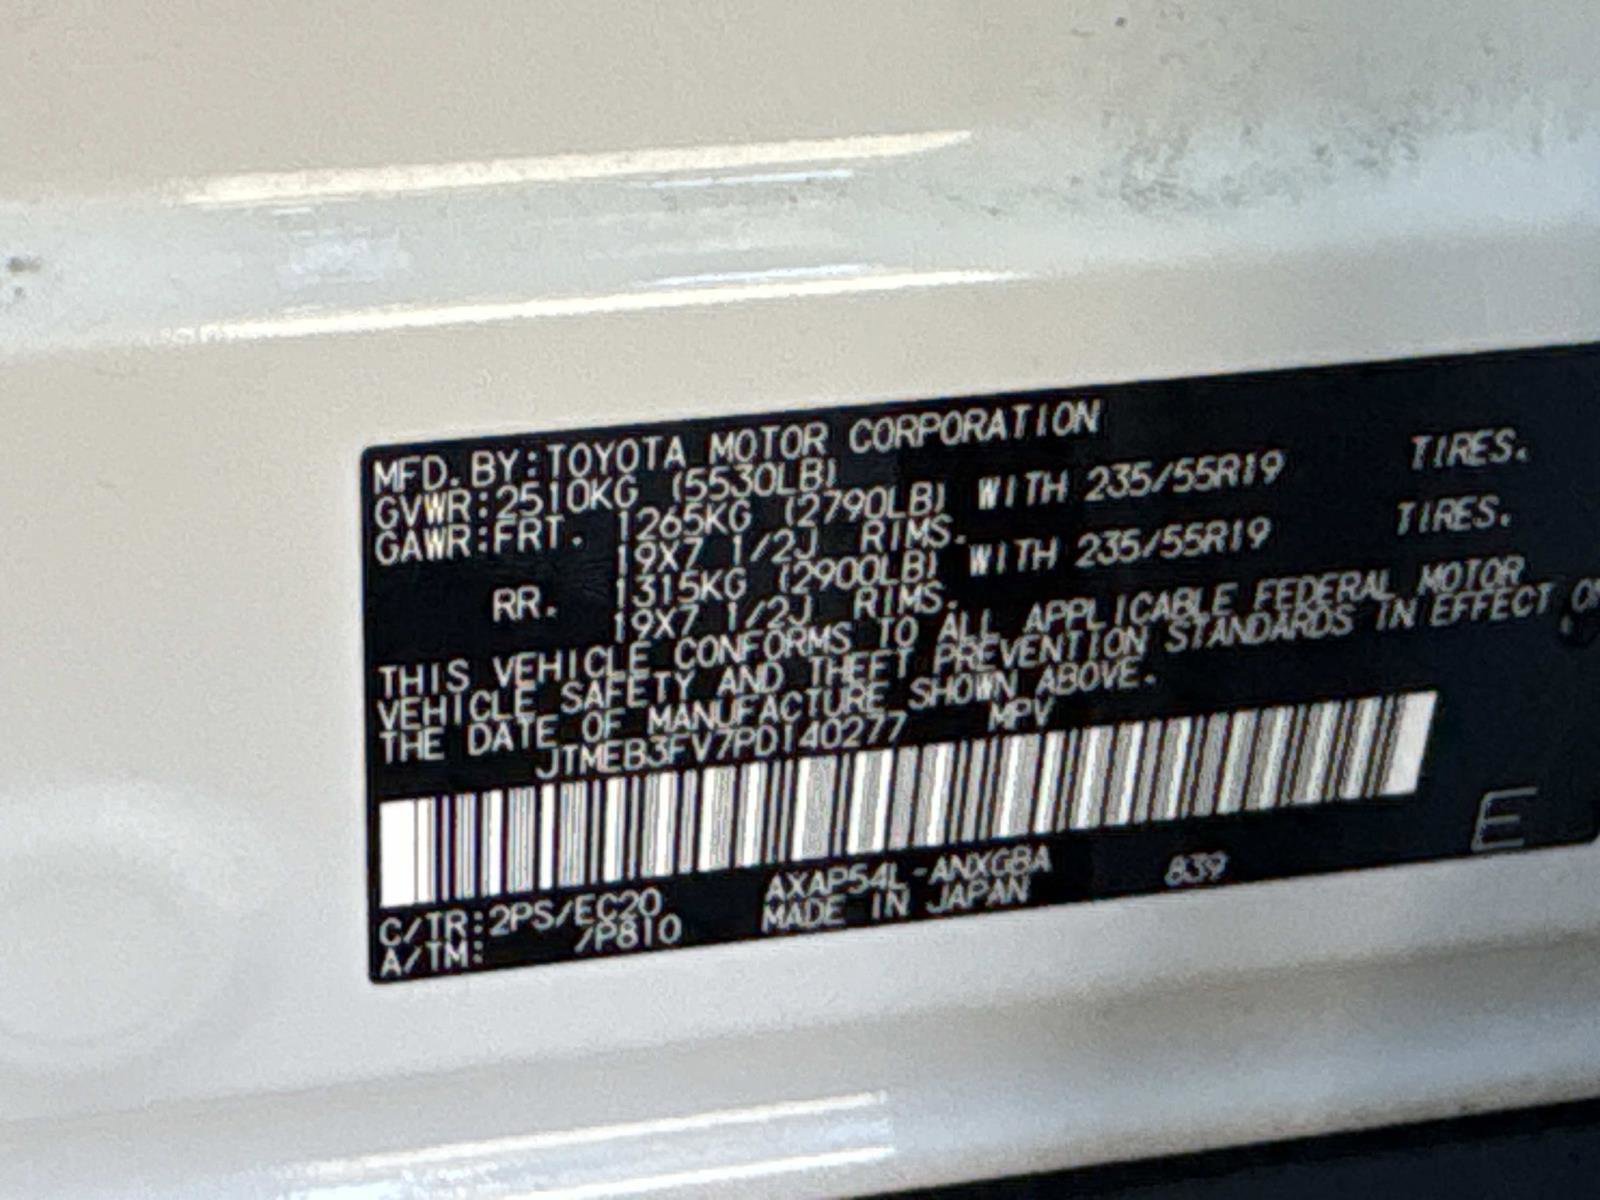 MFD. BY: TOYOTA MOTOR CORPORATION
GVWR: 2510KG (5530LB)
GAWR: FRT. 1265KG (2790LB) WITH 235/55R19 TIRES.
19X7 1/2J RIMS.
RR. 1315KG (2900LB) WITH 235/55R19 TIRES.
19X7 1/2J RIMS.
THIS VEHICLE CONFORMS TO ALL APPLICABLE FEDERAL MOTOR
VEHICLE SAFETY AND THEFT PREVENTION STANDARDS IN EFFECT ON
THE DATE OF MANUFACTURE SHOWN ABOVE.
JTMEB3FV7PD140277 MPV
C/TR: 2PS/EC20 AXAP54L-ANXGBA 839
A/TM: /P810 MADE IN JAPAN
E